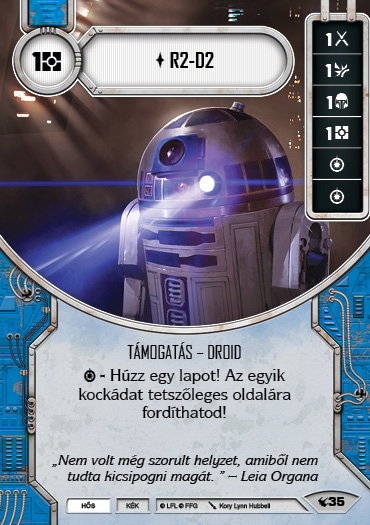 1
R2-D2
1
1
1
1
TÁMOGATÁS – DROID
- Húzz egy lapot! Az egyik
kockádat tetszőleges oldalára
fordíthatod!
„Nem volt még szorult helyzet, amiből nem
tudta kicsipogni magát. ” – Leia Organa
HŐS
KÉK
© LFL © FFG
Kory Lynn Hubbell
35